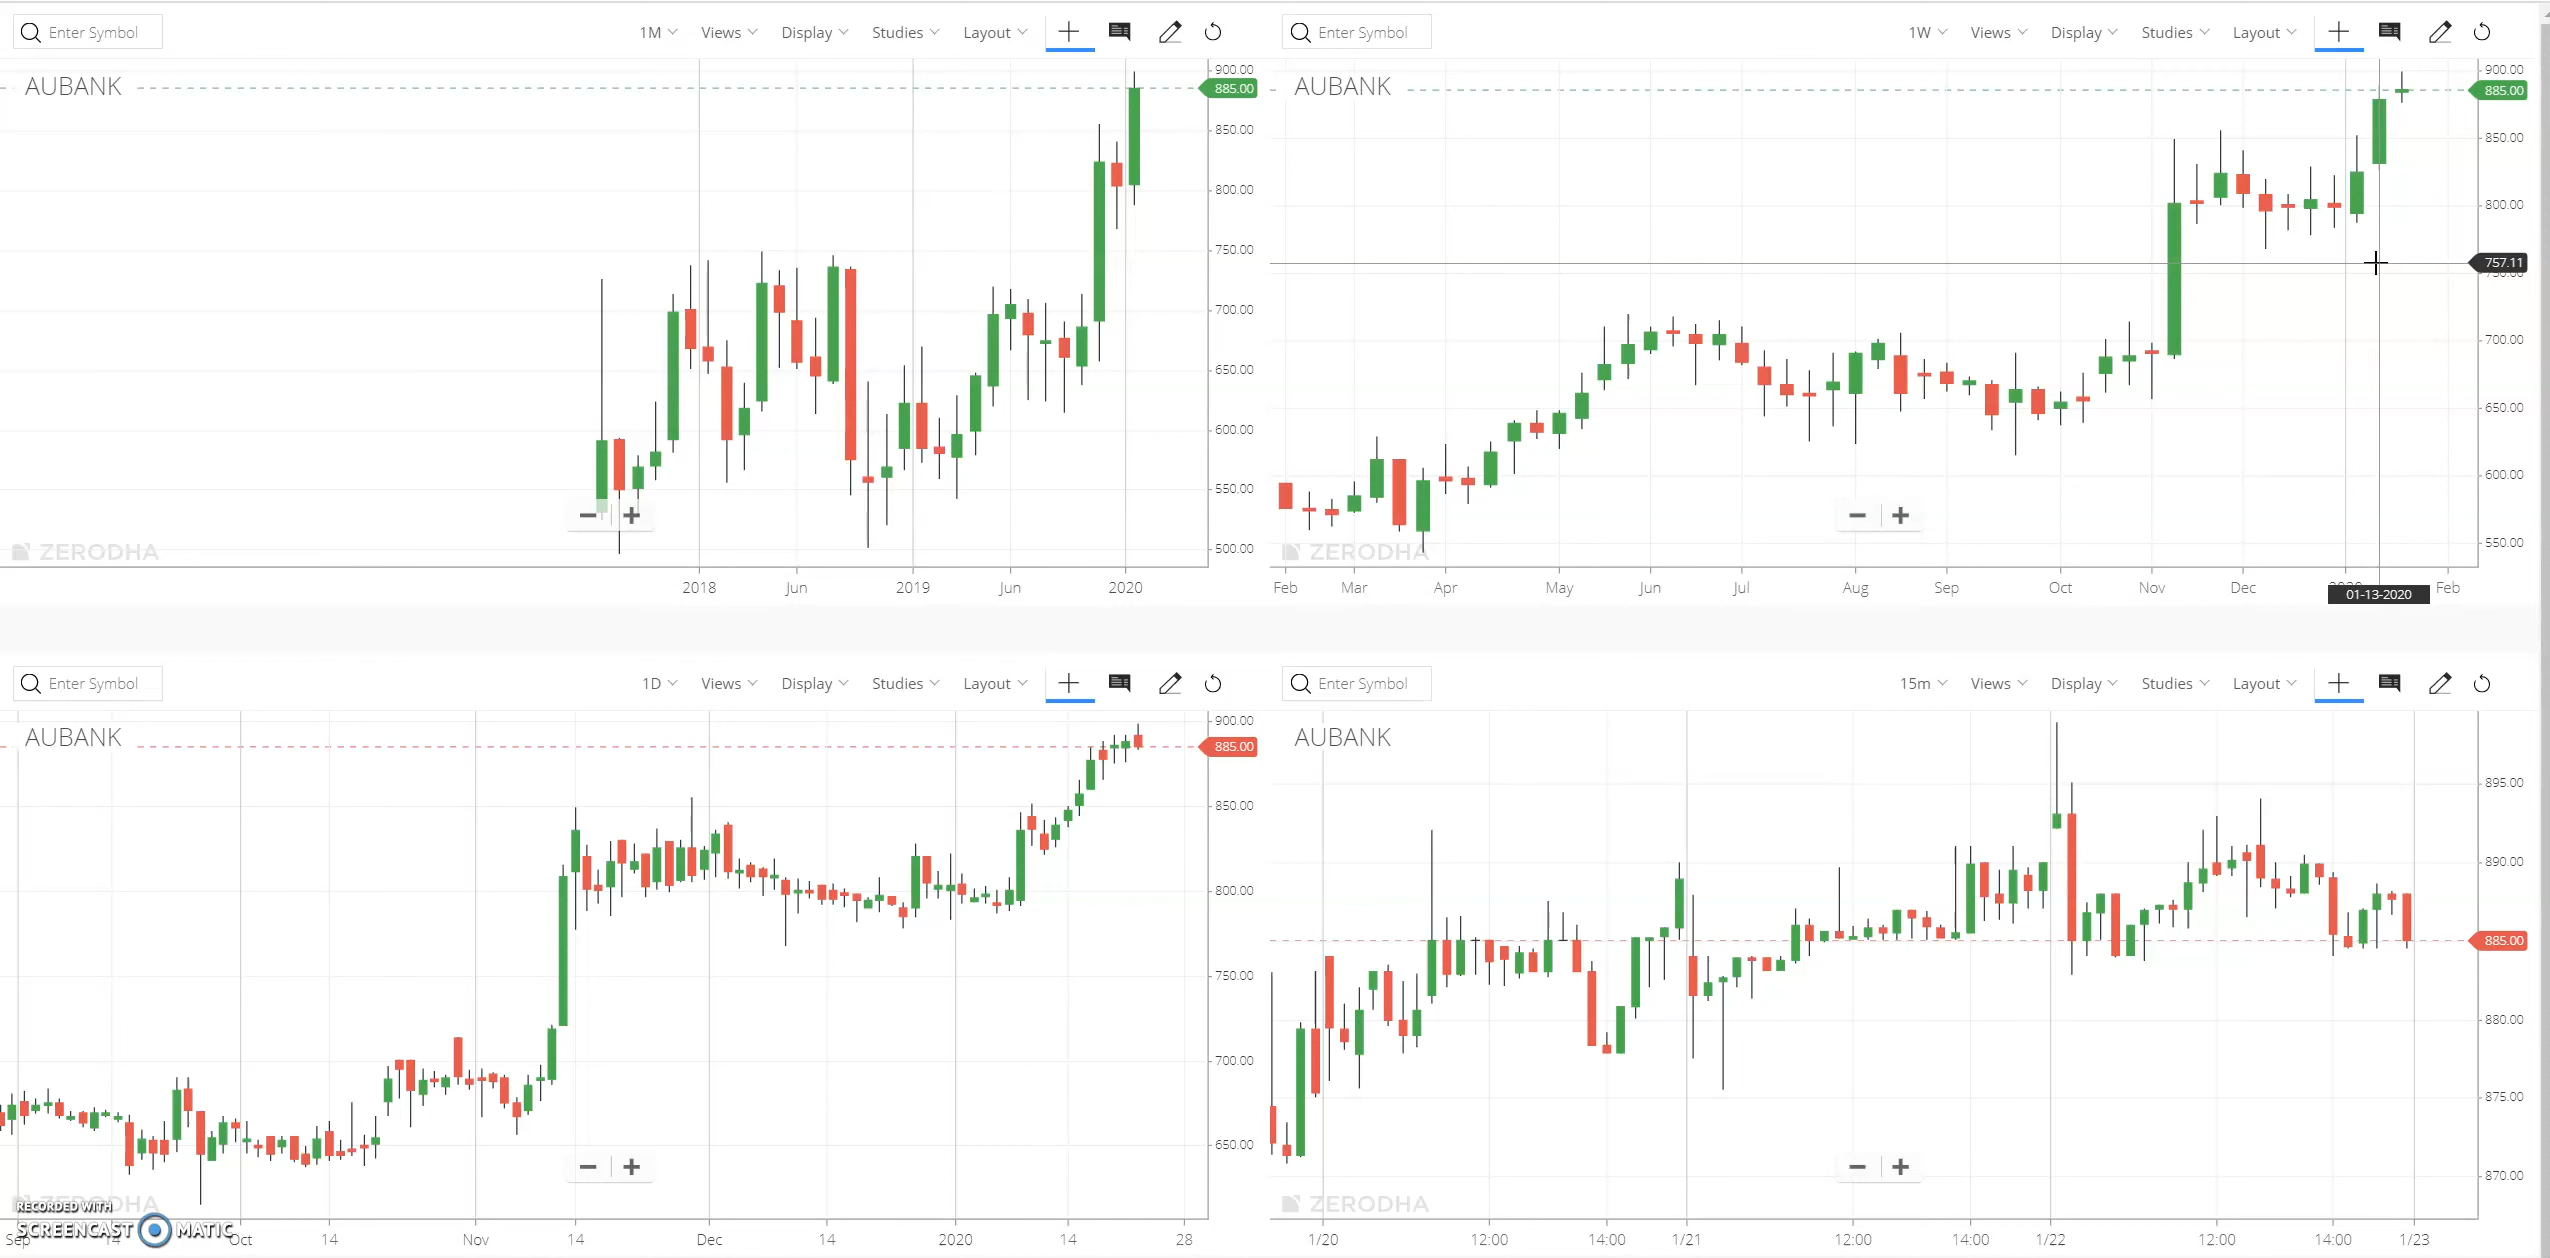 Enter Symbol 1M Views Display Studies Layout
AUBANK
900.00
885.00
850.00
800.00
750.00
700.00
650.00
600.00
550.00
500.00
ZERODHA
2018 Jun 2019 Jun 2020
Enter Symbol 1W Views Display Studies Layout
AUBANK
900.00
885.00
850.00
800.00
757.11
700.00
650.00
600.00
550.00
ZERODHA
Feb Mar Apr May Jun Jul Aug Sep Oct Nov Dec 2020 Feb
01-13-2020
Enter Symbol 1D Views Display Studies Layout
AUBANK
900.00
885.00
850.00
800.00
750.00
700.00
650.00
ZERODHA
RECORDED WITH
SCREENCAST MATIC
Sep 14 Oct 14 Nov 14 Dec 14 2020 14 28
Enter Symbol 15m Views Display Studies Layout
AUBANK
895.00
890.00
885.00
880.00
875.00
870.00
ZERODHA
1/20 12:00 14:00 1/21 12:00 14:00 1/22 12:00 14:00 1/23